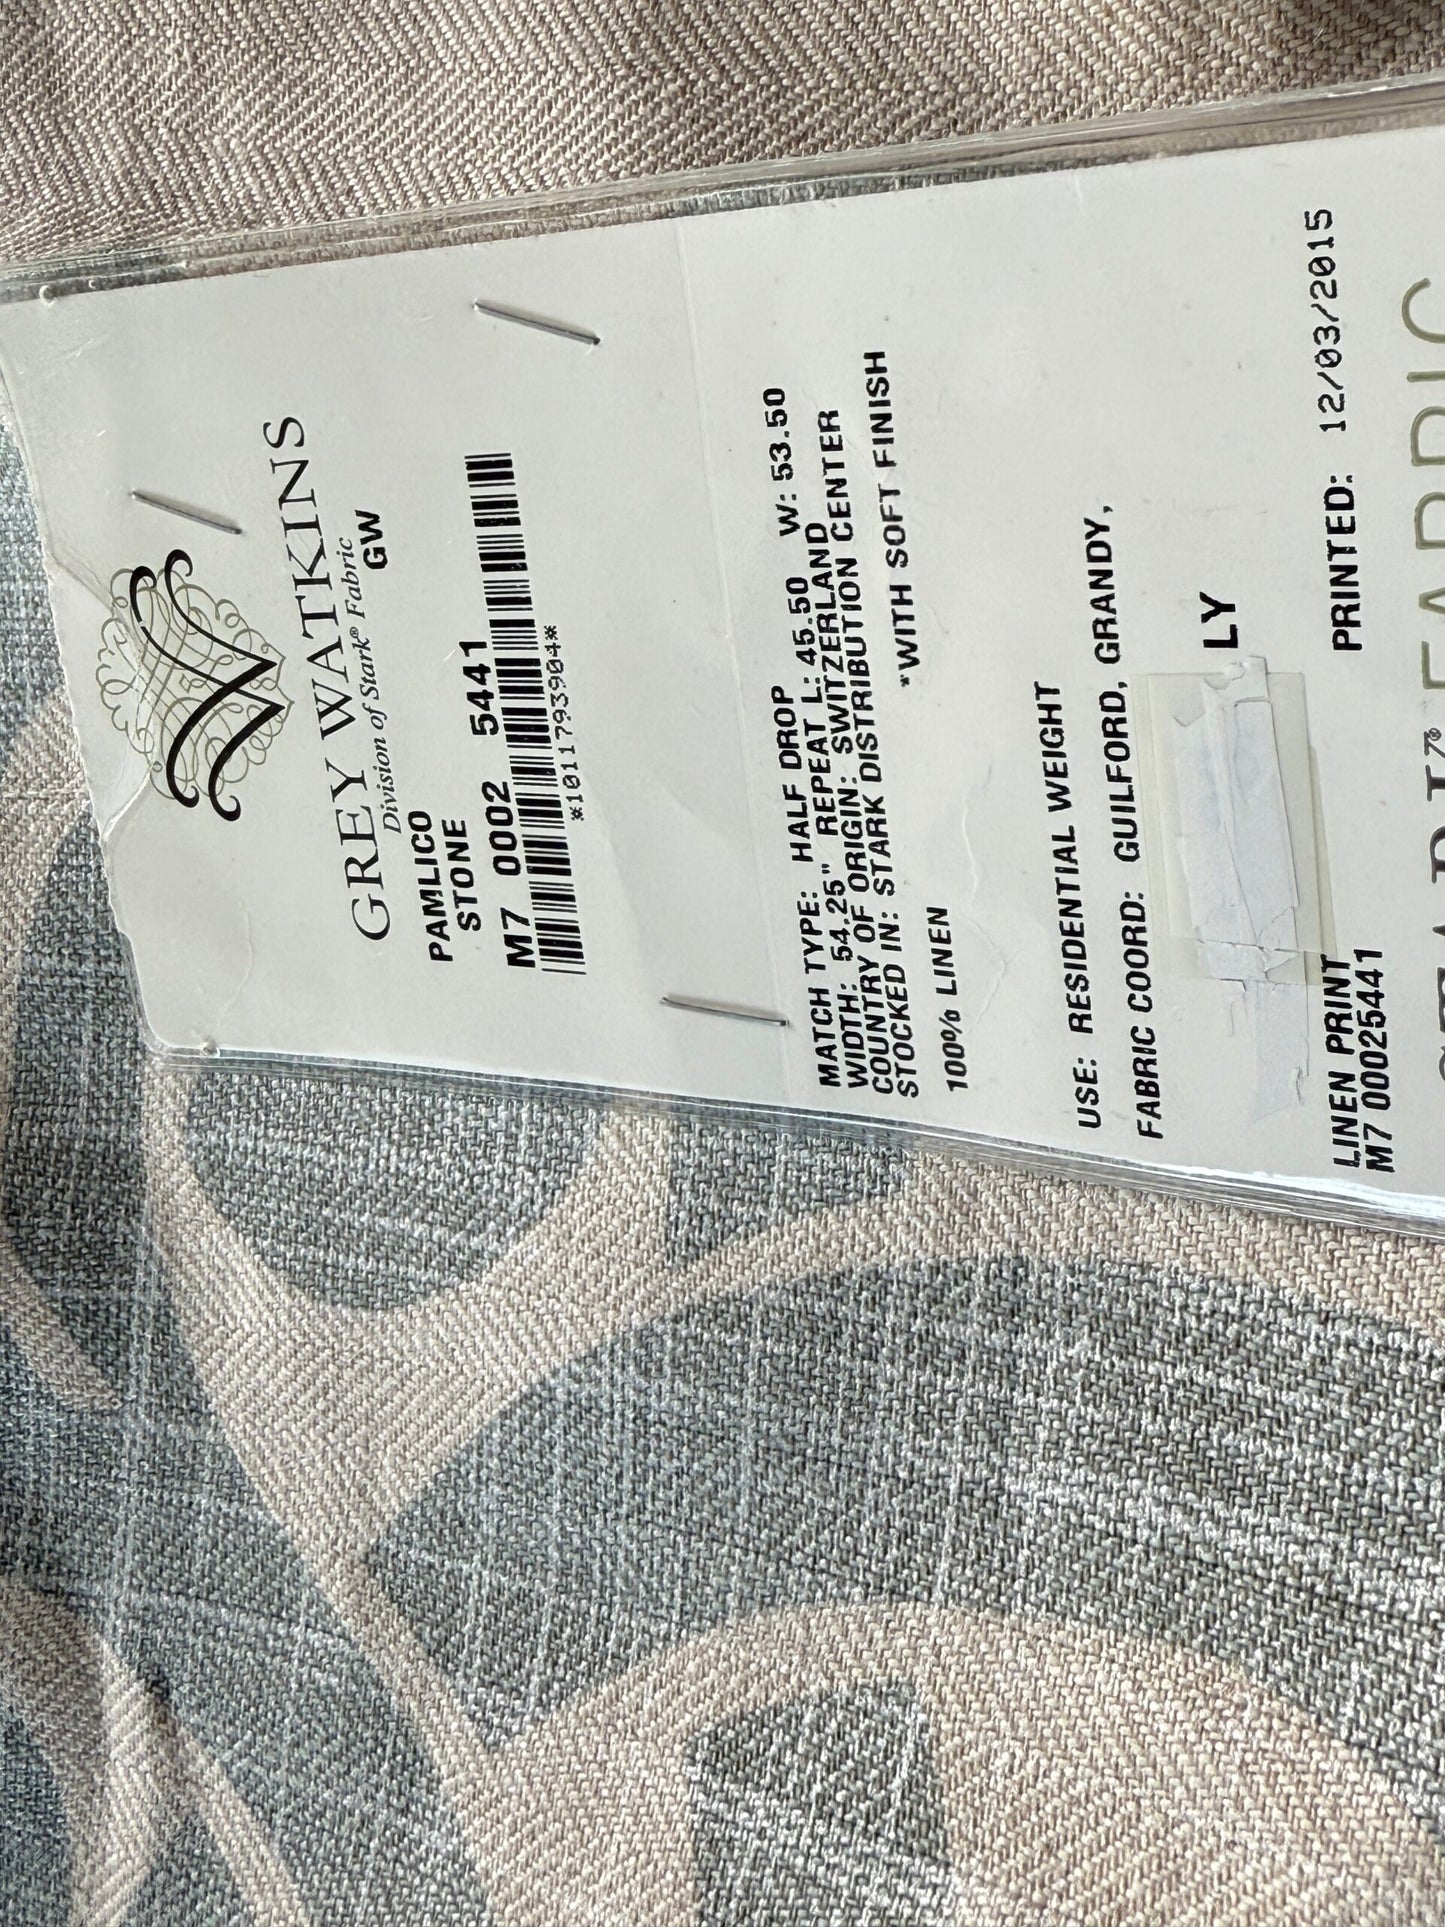 GREY WATKINS
Division of Stark® Fabric
PAMLICO GW
STONE
M7 0002 5441
*1011793904*
MATCH TYPE: HALF DROP
WIDTH: 54.25" REPEAT L: 45.50 W: 53.50
COUNTRY OF ORIGIN: SWITZERLAND
STOCKED IN: STARK DISTRIBUTION CENTER
*WITH SOFT FINISH
100% LINEN
USE: RESIDENTIAL WEIGHT
FABRIC COORD: GUILFORD, GRANDY,
LY
LINEN PRINT PRINTED: 12/03/2015
M7 00025441